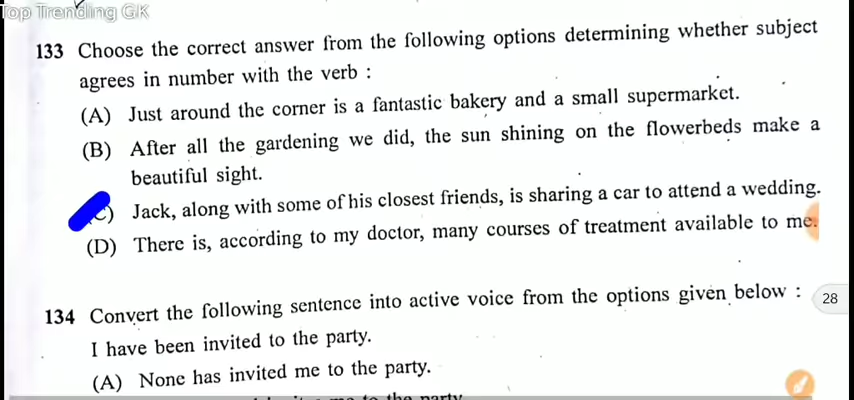 Top Trending GK
133 Choose the correct answer from the following options determining whether subject
agrees in number with the verb :
(A) Just around the corner is a fantastic bakery and a small supermarket.
(B) After all the gardening we did, the sun shining on the flowerbeds make a
beautiful sight.
C) Jack, along with some of his closest friends, is sharing a car to attend a wedding.
(D) There is, according to my doctor, many courses of treatment available to me.
134 Convert the following sentence into active voice from the options given below :
28
I have been invited to the party.
(A) None has invited me to the party.
to the party